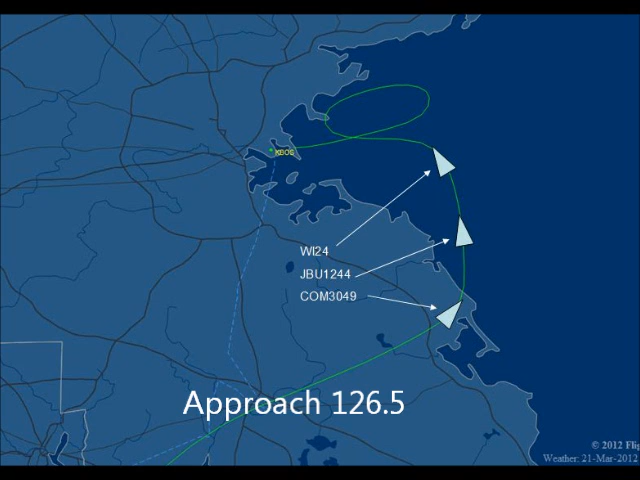 KBOS
WI24
JBU1244
COM3049
Approach 126.5
© 2012 Flig
Weather: 21-Mar-2012